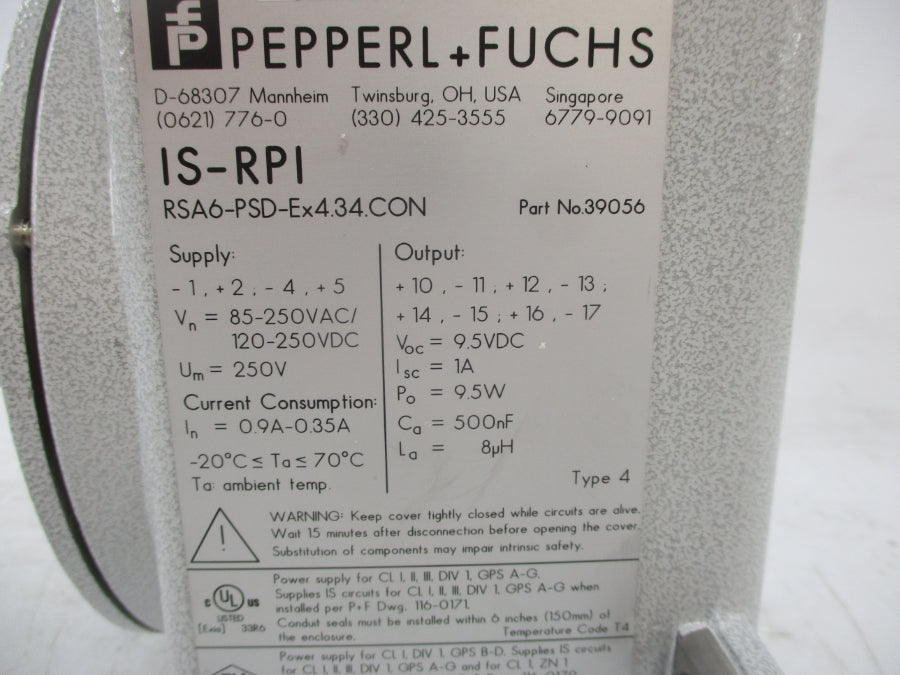 PEPPERL+FUCHS
D-68307 Mannheim Twinsburg, OH, USA Singapore
(0621) 776-0 (330) 425-3555 6779-9091
IS-RPI
RSA6-PSD-Ex4.34.CON Part No.39056
Supply:
- 1 , + 2 ; - 4 , + 5
Vn = 85-250VAC/
120-250VDC
Um = 250V
Current Consumption:
In = 0.9A-0.35A
-20°C ≤ Ta ≤ 70°C
Ta: ambient temp.
Output:
+ 10 , - 11 ; + 12 , - 13 ;
+ 14 , - 15 ; + 16 , - 17
Voc = 9.5VDC
Isc = 1A
Po = 9.5W
Ca = 500nF
La = 8µH
Type 4
WARNING: Keep cover tightly closed while circuits are alive.
Wait 15 minutes after disconnection before opening the cover.
Substitution of components may impair intrinsic safety.
c UL us
LISTED
[Exia] 33R6
Power supply for CL I, II, III, DIV 1, GPS A-G.
Supplies IS circuits for CL I, II, III, DIV 1, GPS A-G when
installed per P+F Dwg. 116-0171.
Conduit seals must be installed within 6 inches (150mm) of
the enclosure. Temperature Code T4
Power supply for CL I, DIV 1, GPS B-D. Supplies IS circuits
for CL I, II, III, DIV 1, GPS A-G and for CL 1, ZN 1